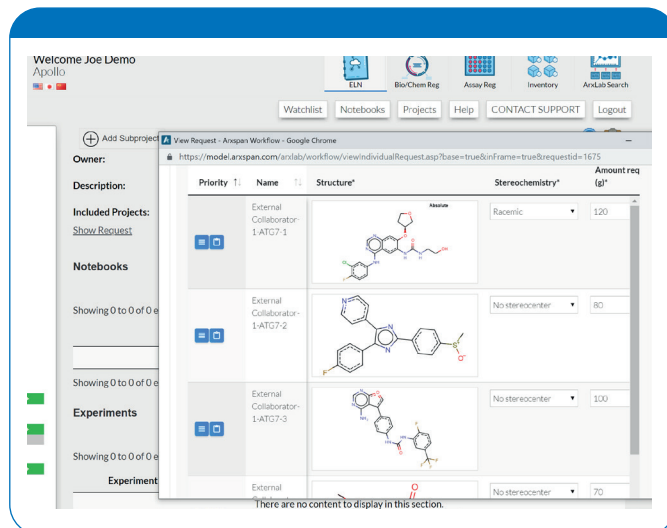 Welcome Joe Demo
Apollo
ELN
Bio/Chem Reg
Assay Reg
Inventory
ArxLab Search
Watchlist
Notebooks
Projects
Help
CONTACT SUPPORT
Logout
Add Subproject
Owner:
Description:
Included Projects:
Show Request
Notebooks
Showing 0 to 0 of 0 e
Showing 0 to 0 of 0 e
Experiments
Showing 0 to 0 of 0 e
Experiment
There are no content to display in this section.
View Request - Arxspan Workflow - Google Chrome
https://model.arxspan.com/arxlab/workflow/viewIndividualRequest.asp?base=true&inFrame=true&requestid=1675
Priority
Name
Structure*
Stereochemistry*
Amount req
(g)*
External
Collaborator-
1-ATG7-1
Absolute
Racemic
120
External
Collaborator-
1-ATG7-2
No stereocenter
80
External
Collaborator-
1-ATG7-3
No stereocenter
100
External
No stereocenter
70